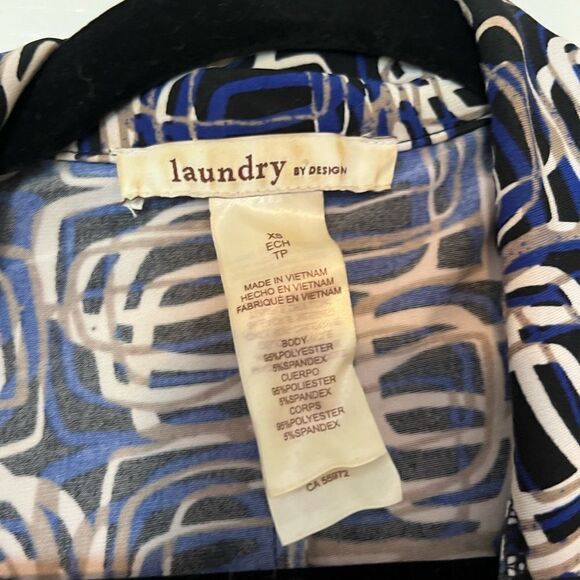 laundry BY DESIGN
XS
ECH
TP
MADE IN VIETNAM
HECHO EN VIETNAM
FABRIQUÉ EN VIETNAM
BODY
95%POLYESTER
5%SPANDEX
CUERPO
95%POLIESTER
5%SPANDEX
CORPS
95%POLYESTER
5%SPANDEX
CA 55972